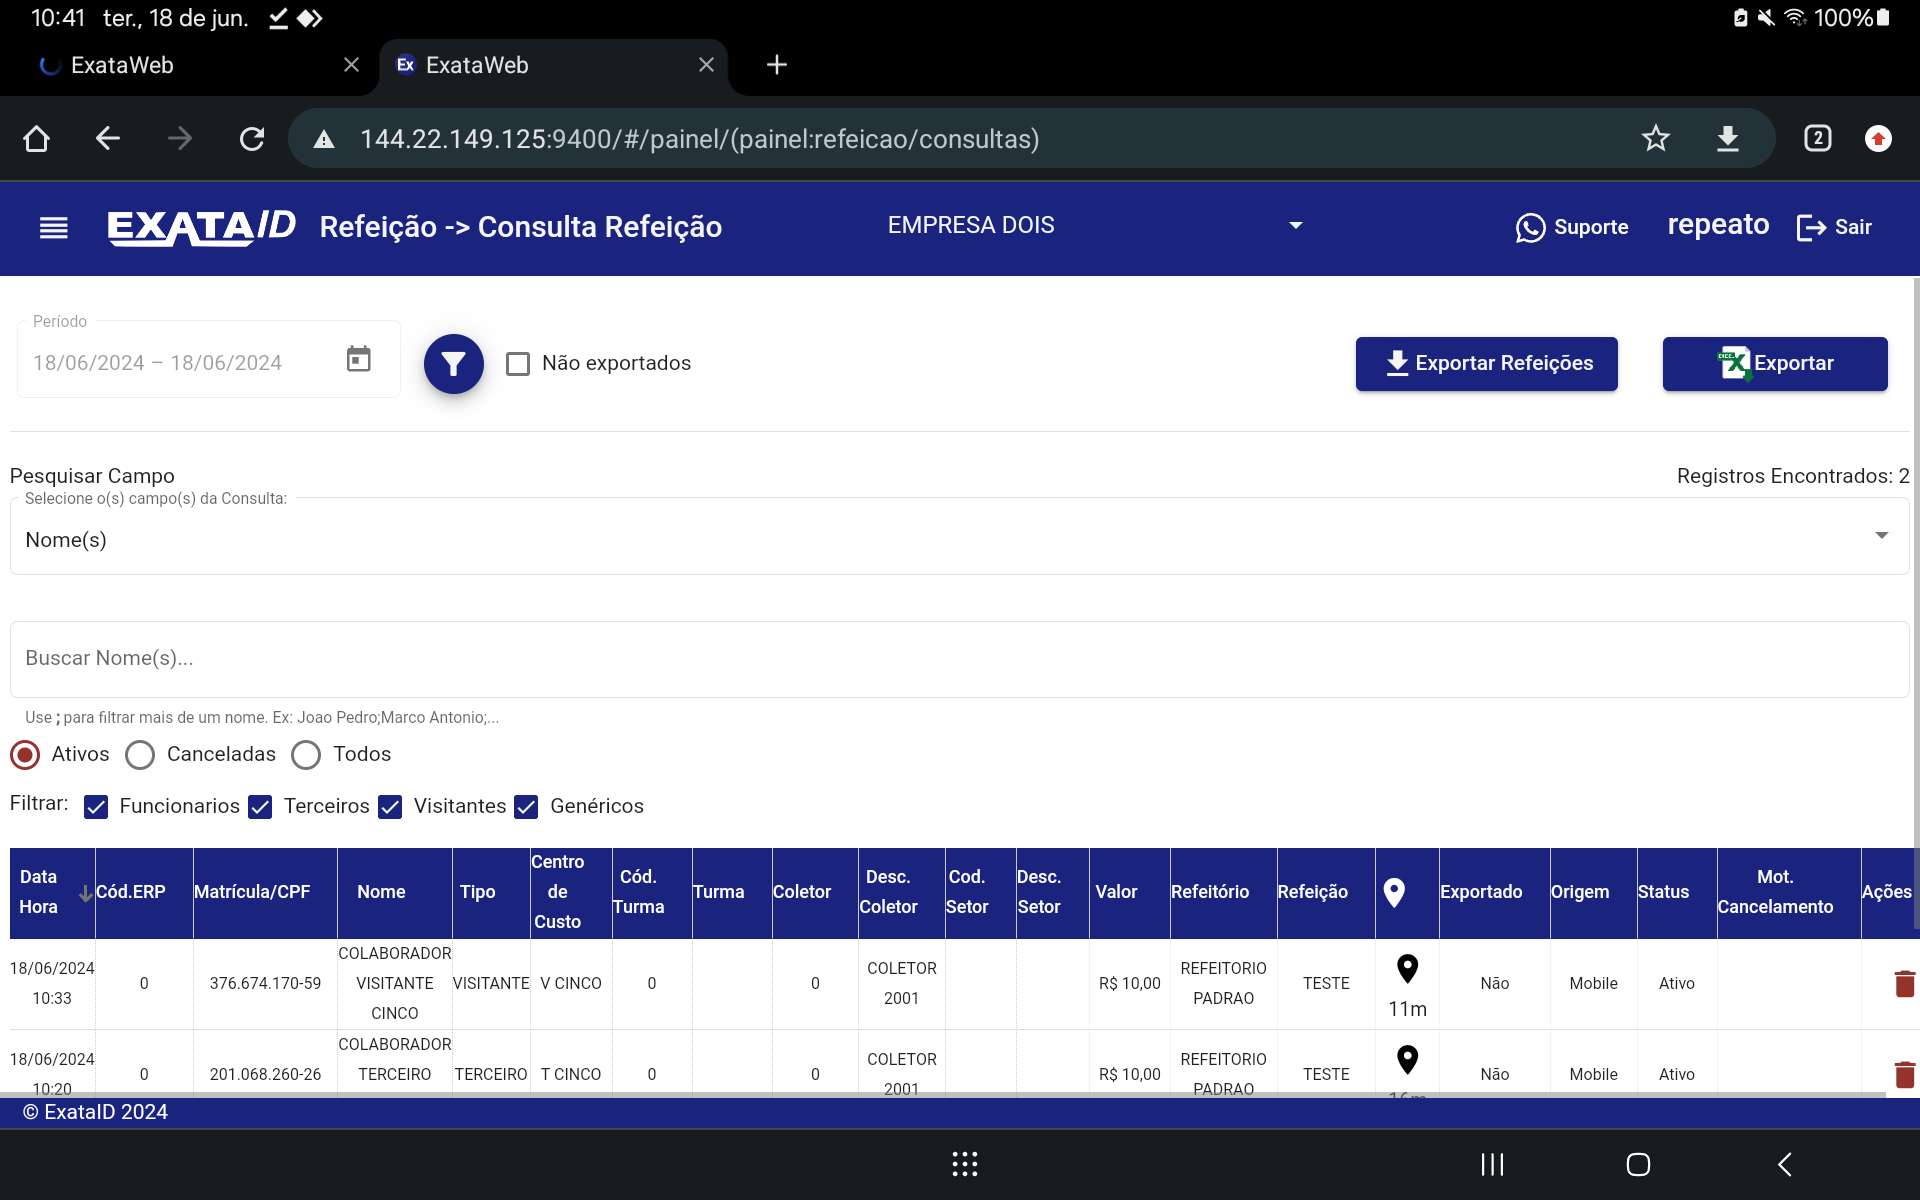 10:41 ter., 18 de jun. 100%
ExataWeb
Ex ExataWeb
144.22.149.125:9400/#/painel/(painel:refeicao/consultas) 2
EXATAID Refeição -> Consulta Refeição EMPRESA DOIS Suporte repeato Sair
Período
18/06/2024 – 18/06/2024
Não exportados
Exportar Refeições
Exportar
Pesquisar Campo
Registros Encontrados: 2
Selecione o(s) campo(s) da Consulta:
Nome(s)
Buscar Nome(s)...
Use ; para filtrar mais de um nome. Ex: Joao Pedro;Marco Antonio;...
Ativos Canceladas Todos
Filtrar: Funcionarios Terceiros Visitantes Genéricos
Data Hora Cód.ERP Matrícula/CPF Nome Tipo Centro de Custo Cód. Turma Turma Coletor Desc. Coletor Cod. Setor Desc. Setor Valor Refeitório Refeição Exportado Origem Status Mot. Cancelamento Ações
18/06/2024 10:33 0 376.674.170-59 COLABORADOR VISITANTE CINCO VISITANTE V CINCO 0 0 COLETOR 2001 R$ 10,00 REFEITORIO PADRAO TESTE 11m Não Mobile Ativo
18/06/2024 10:20 0 201.068.260-26 COLABORADOR TERCEIRO TERCEIRO T CINCO 0 0 COLETOR 2001 R$ 10,00 REFEITORIO PADRAO TESTE Não Mobile Ativo
© ExataID 2024